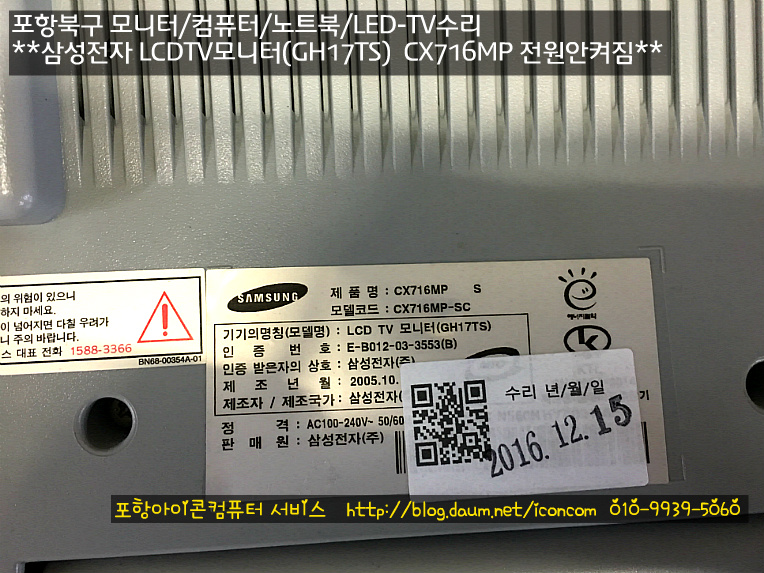 포항북구 모니터/컴퓨터/노트북/LED-TV수리
**삼성전자 LCDTV모니터(GH17TS) CX716MP 전원안켜짐**
의 위험이 있으니
하지 마세요.
이 넘어지면 다칠 우려가
니 주의 바랍니다.
스 대표 전화 1588-3366
BN68-00354A-01
SAMSUNG
제 품 명 : CX716MP S
모델코드 : CX716MP-SC
기기의명칭(모델명) : LCD TV 모니터(GH17TS)
인 증 번 호 : E-B012-03-3553(B)
인증 받은자의 상호 : 삼성전자(주)
제 조 년 월 : 2005.10.
제조자 / 제조국가 : 삼성전자(
정 격 : AC100-240V~ 50/60
판 매 원 : 삼성전자(주)
에너지절약
수리 년/월/일
2016.12.15
기
포항아이콘컴퓨터 서비스 http://blog.daum.net/iconcom 010-9939-5060